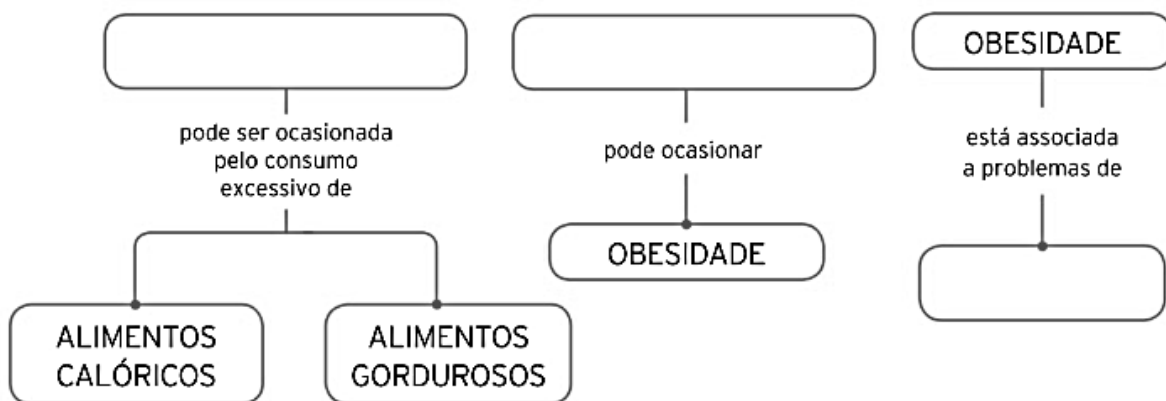 OBESIDADE
pode ser ocasionada
pelo consumo
excessivo de
pode ocasionar
está associada
a problemas de
OBESIDADE
ALIMENTOS
CALÓRICOS
ALIMENTOS
GORDUROSOS